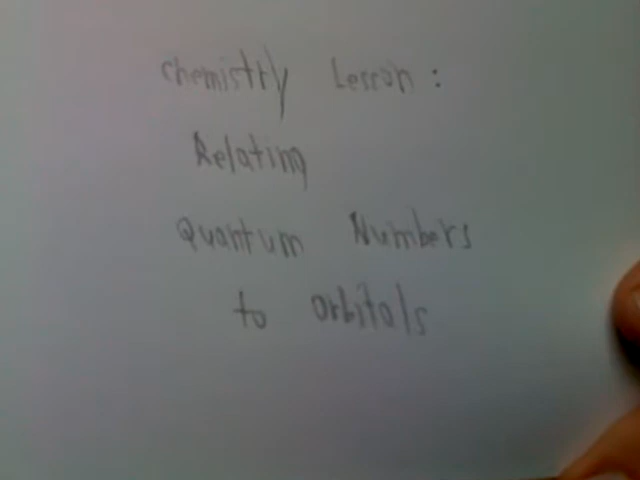 Chemistry Lesson:
Relating
Quantum Numbers
to Orbitals